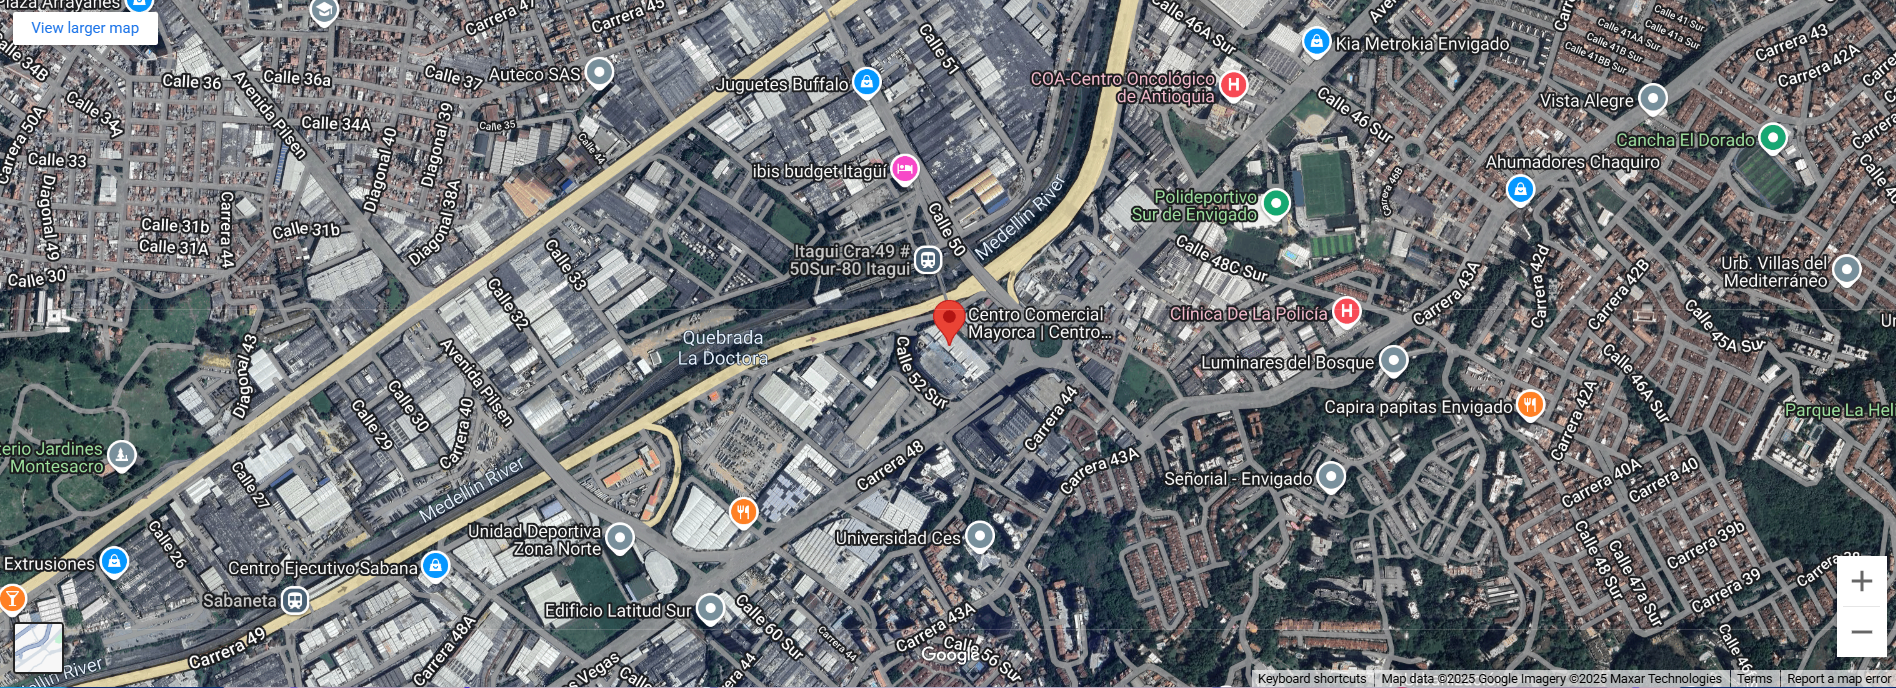 Plaza Arrayanes
View larger map
Calle 34B
Carrera 50A
Calle 34A
Calle 33
Diagonal 49
Calle 30
Calle 36
Calle 36a
Avenida Pilsen
Calle 34A
Calle 37
Diagonal 39
Diagonal 40
Diagonal 38A
Calle 35
Calle 44
Carrera 41
Carrera 45
Auteco SAS
Juguetes Buffalo
Calle 51
ibis budget Itagüí
Calle 50
Medellín River
Itagui Cra.49 #
50Sur-80 Itagui
Calle 31b
Calle 31A
Carrera 44
Calle 31b
Calle 33
Calle 32
Calle 46A Sur
COA-Centro Oncológico
de Antioquia
Kia Metrokia Envigado
Calle 41 Sur
Calle 41a Sur
Calle 41AA Sur
Calle 41B Sur
Calle 41BB Sur
Carrera 43
Carrera 42A
Calle 46 Sur
Vista Alegre
Cancha El Dorado
Ahumadores Chaquiro
Carrera 46B
Polideportivo
Sur de Envigado
Calle 48C Sur
Urb. Villas del
Mediterráneo
Carrera 42d
Carrera 42B
Carrera 43A
Calle 45A Sur
Clínica De La Policía
Centro Comercial
Mayorca | Centro...
Quebrada
La Doctora
Calle 52 Sur
Luminares del Bosque
Calle 46A Sur
Capira papitas Envigado
Carrera 42A
Parque La Heli
Diagonal 43
Avenida Pilsen
Calle 30
Calle 29
Carrera 40
Carrera 44
Carrera 48
Carrera 43A
Señorial - Envigado
Carrera 40A
Carrera 40
terio Jardines
Montesacro
Calle 27
Medellín River
Calle 26
Extrusiones
Centro Ejecutivo Sabana
Sabaneta
Unidad Deportiva
Zona Norte
Universidad Ces
Edificio Latitud Sur
Calle 60 Sur
Carrera 44
Carrera 43A
Calle 56 Sur
Calle 48 Sur
Calle 47a Sur
Carrera 39b
Carrera 39
Carrera 49
Carrera 48A
Google
Keyboard shortcuts
Map data ©2025 Google Imagery ©2025 Maxar Technologies
Terms
Report a map error